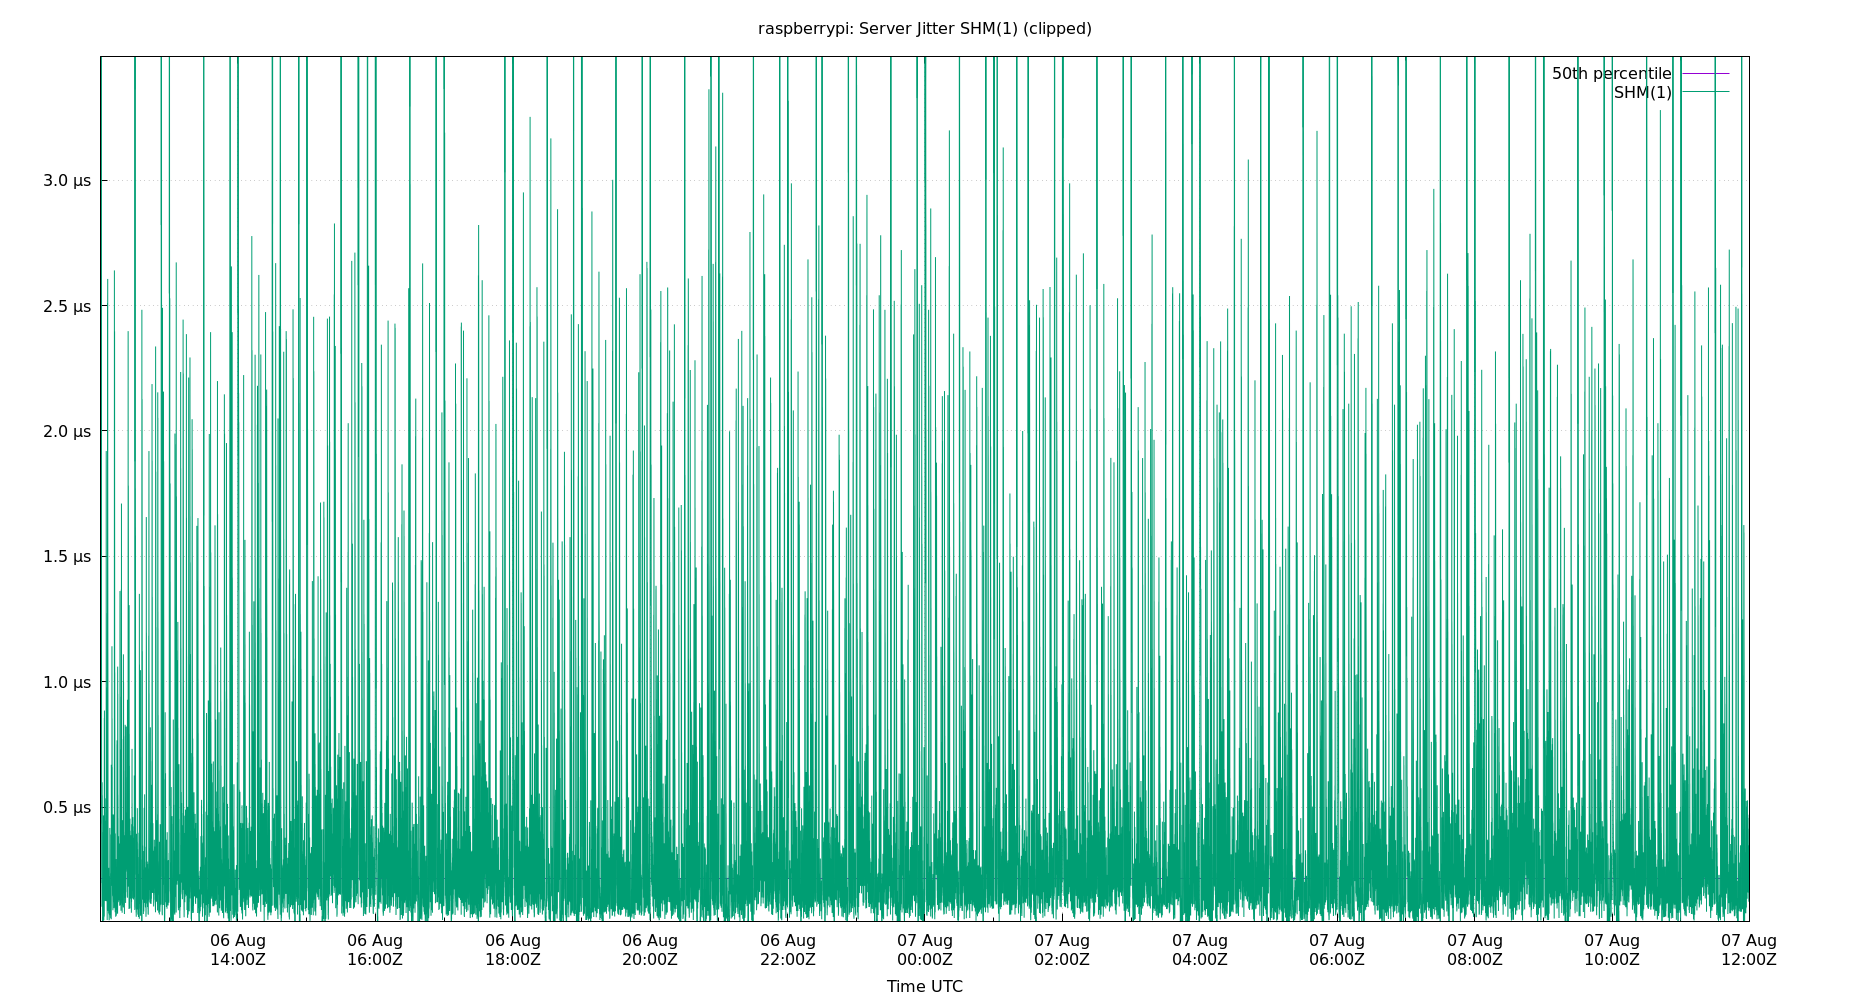 raspberrypi: Server Jitter SHM(1) (clipped)
50th percentile
SHM(1)
3.0 µs
2.5 µs
2.0 µs
1.5 µs
1.0 µs
0.5 µs
06 Aug 06 Aug 06 Aug 06 Aug 06 Aug 07 Aug 07 Aug 07 Aug 07 Aug 07 Aug 07 Aug 07 Aug
14:00Z 16:00Z 18:00Z 20:00Z 22:00Z 00:00Z 02:00Z 04:00Z 06:00Z 08:00Z 10:00Z 12:00Z
Time UTC